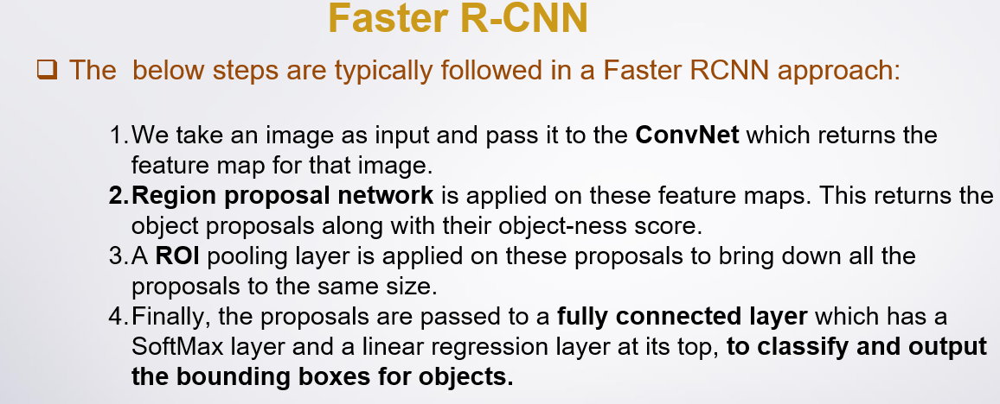 Faster R-CNN
❑ The  below steps are typically followed in a Faster RCNN approach:
1.We take an image as input and pass it to the ConvNet which returns the
feature map for that image.
2.Region proposal network is applied on these feature maps. This returns the
object proposals along with their object-ness score.
3.A ROI pooling layer is applied on these proposals to bring down all the
proposals to the same size.
4.Finally, the proposals are passed to a fully connected layer which has a
SoftMax layer and a linear regression layer at its top, to classify and output
the bounding boxes for objects.